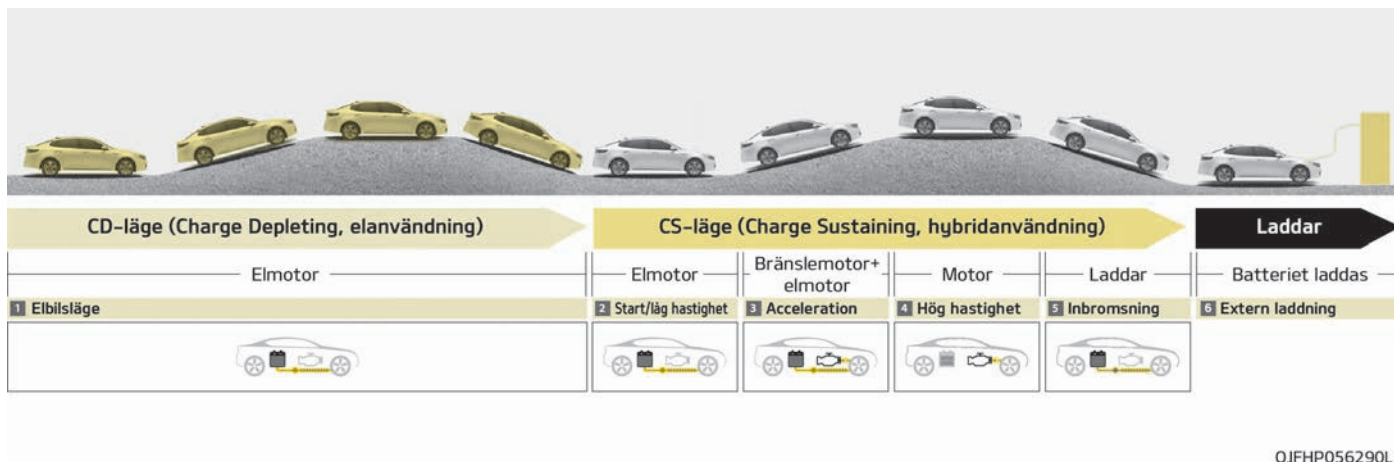 CD-läge (Charge Depleting, elanvändning)
CS-läge (Charge Sustaining, hybridanvändning)
Laddar
Elmotor
Elmotor
Bränslemotor+
elmotor
Motor
Laddar
Batteriet laddas
1 Elbilsläge
2 Start/låg hastighet
3 Acceleration
4 Hög hastighet
5 Inbromsning
6 Extern laddning
OJFHP056290L